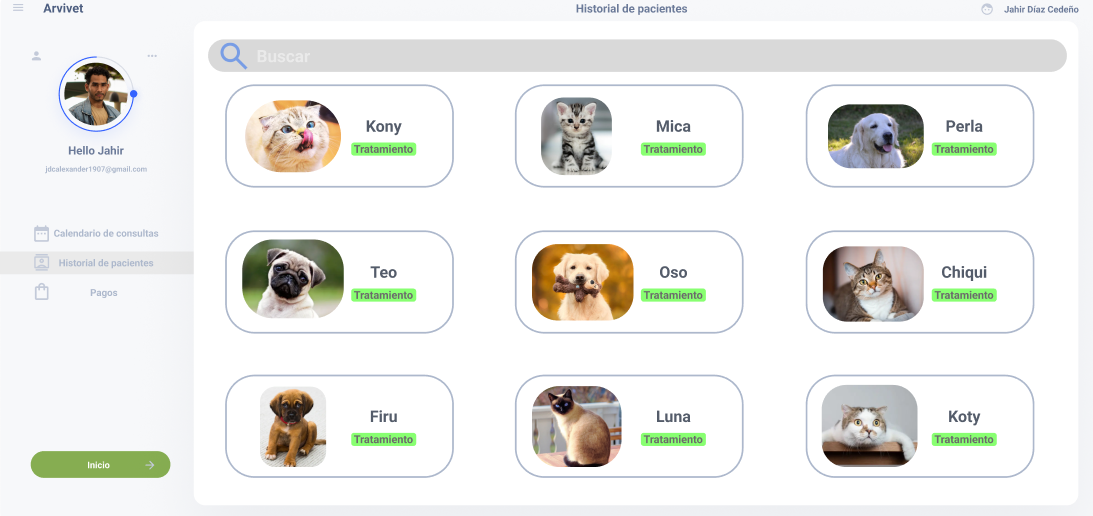 Arvivet
Historial de pacientes
Jahir Díaz Cedeño
Hello Jahir
jdcalexander1907@gmail.com
Calendario de consultas
Historial de pacientes
Pagos
Inicio
Buscar
Kony
Tratamiento
Mica
Tratamiento
Perla
Tratamiento
Teo
Tratamiento
Oso
Tratamiento
Chiqui
Tratamiento
Firu
Tratamiento
Luna
Tratamiento
Koty
Tratamiento